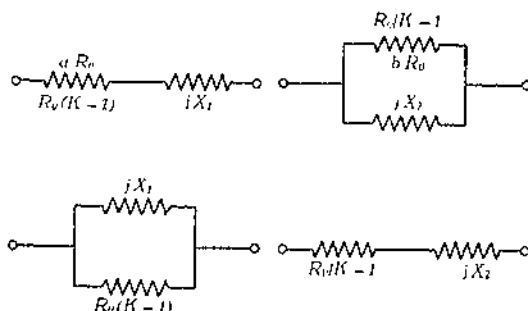 a R₀
R₀(K-1)
jX₁
R₀/K-1
b R₀
jX₂
jX₁
R₀(K-1)
R₀/K-1
jX₂